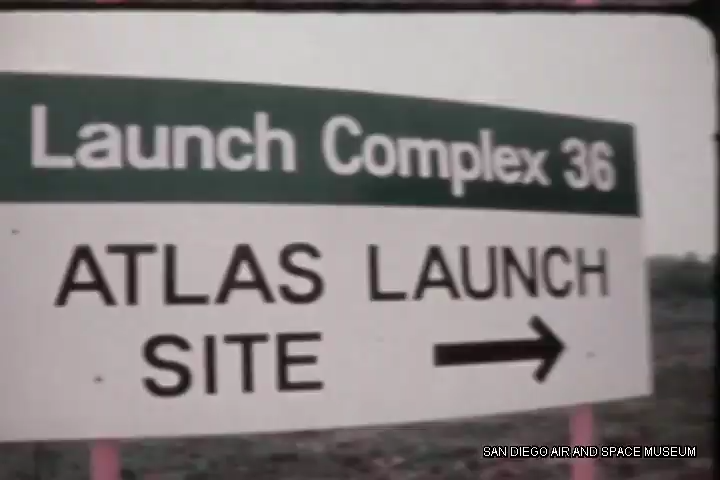 Launch Complex 36
ATLAS LAUNCH
SITE →
SAN DIEGO AIR AND SPACE MUSEUM